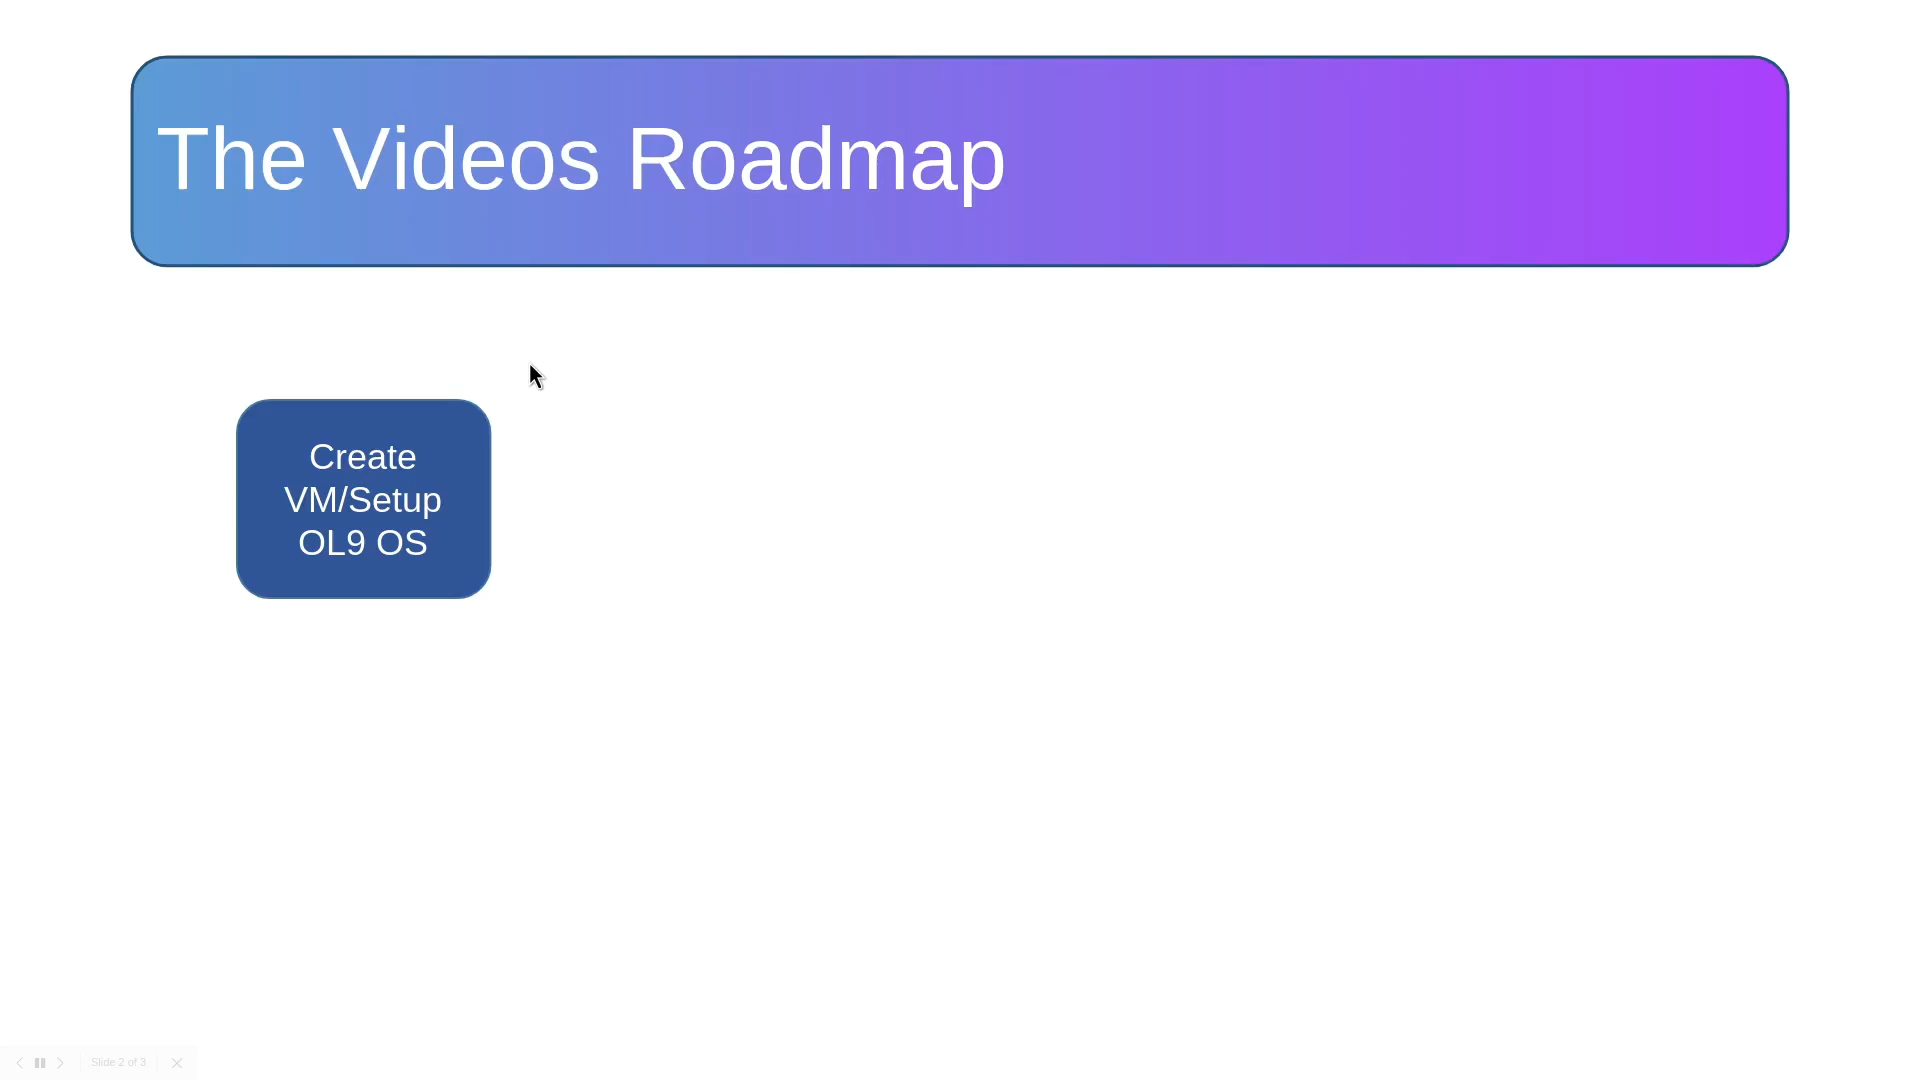 The Videos Roadmap
Create
VM/Setup
OL9 OS
Slide 2 of 3